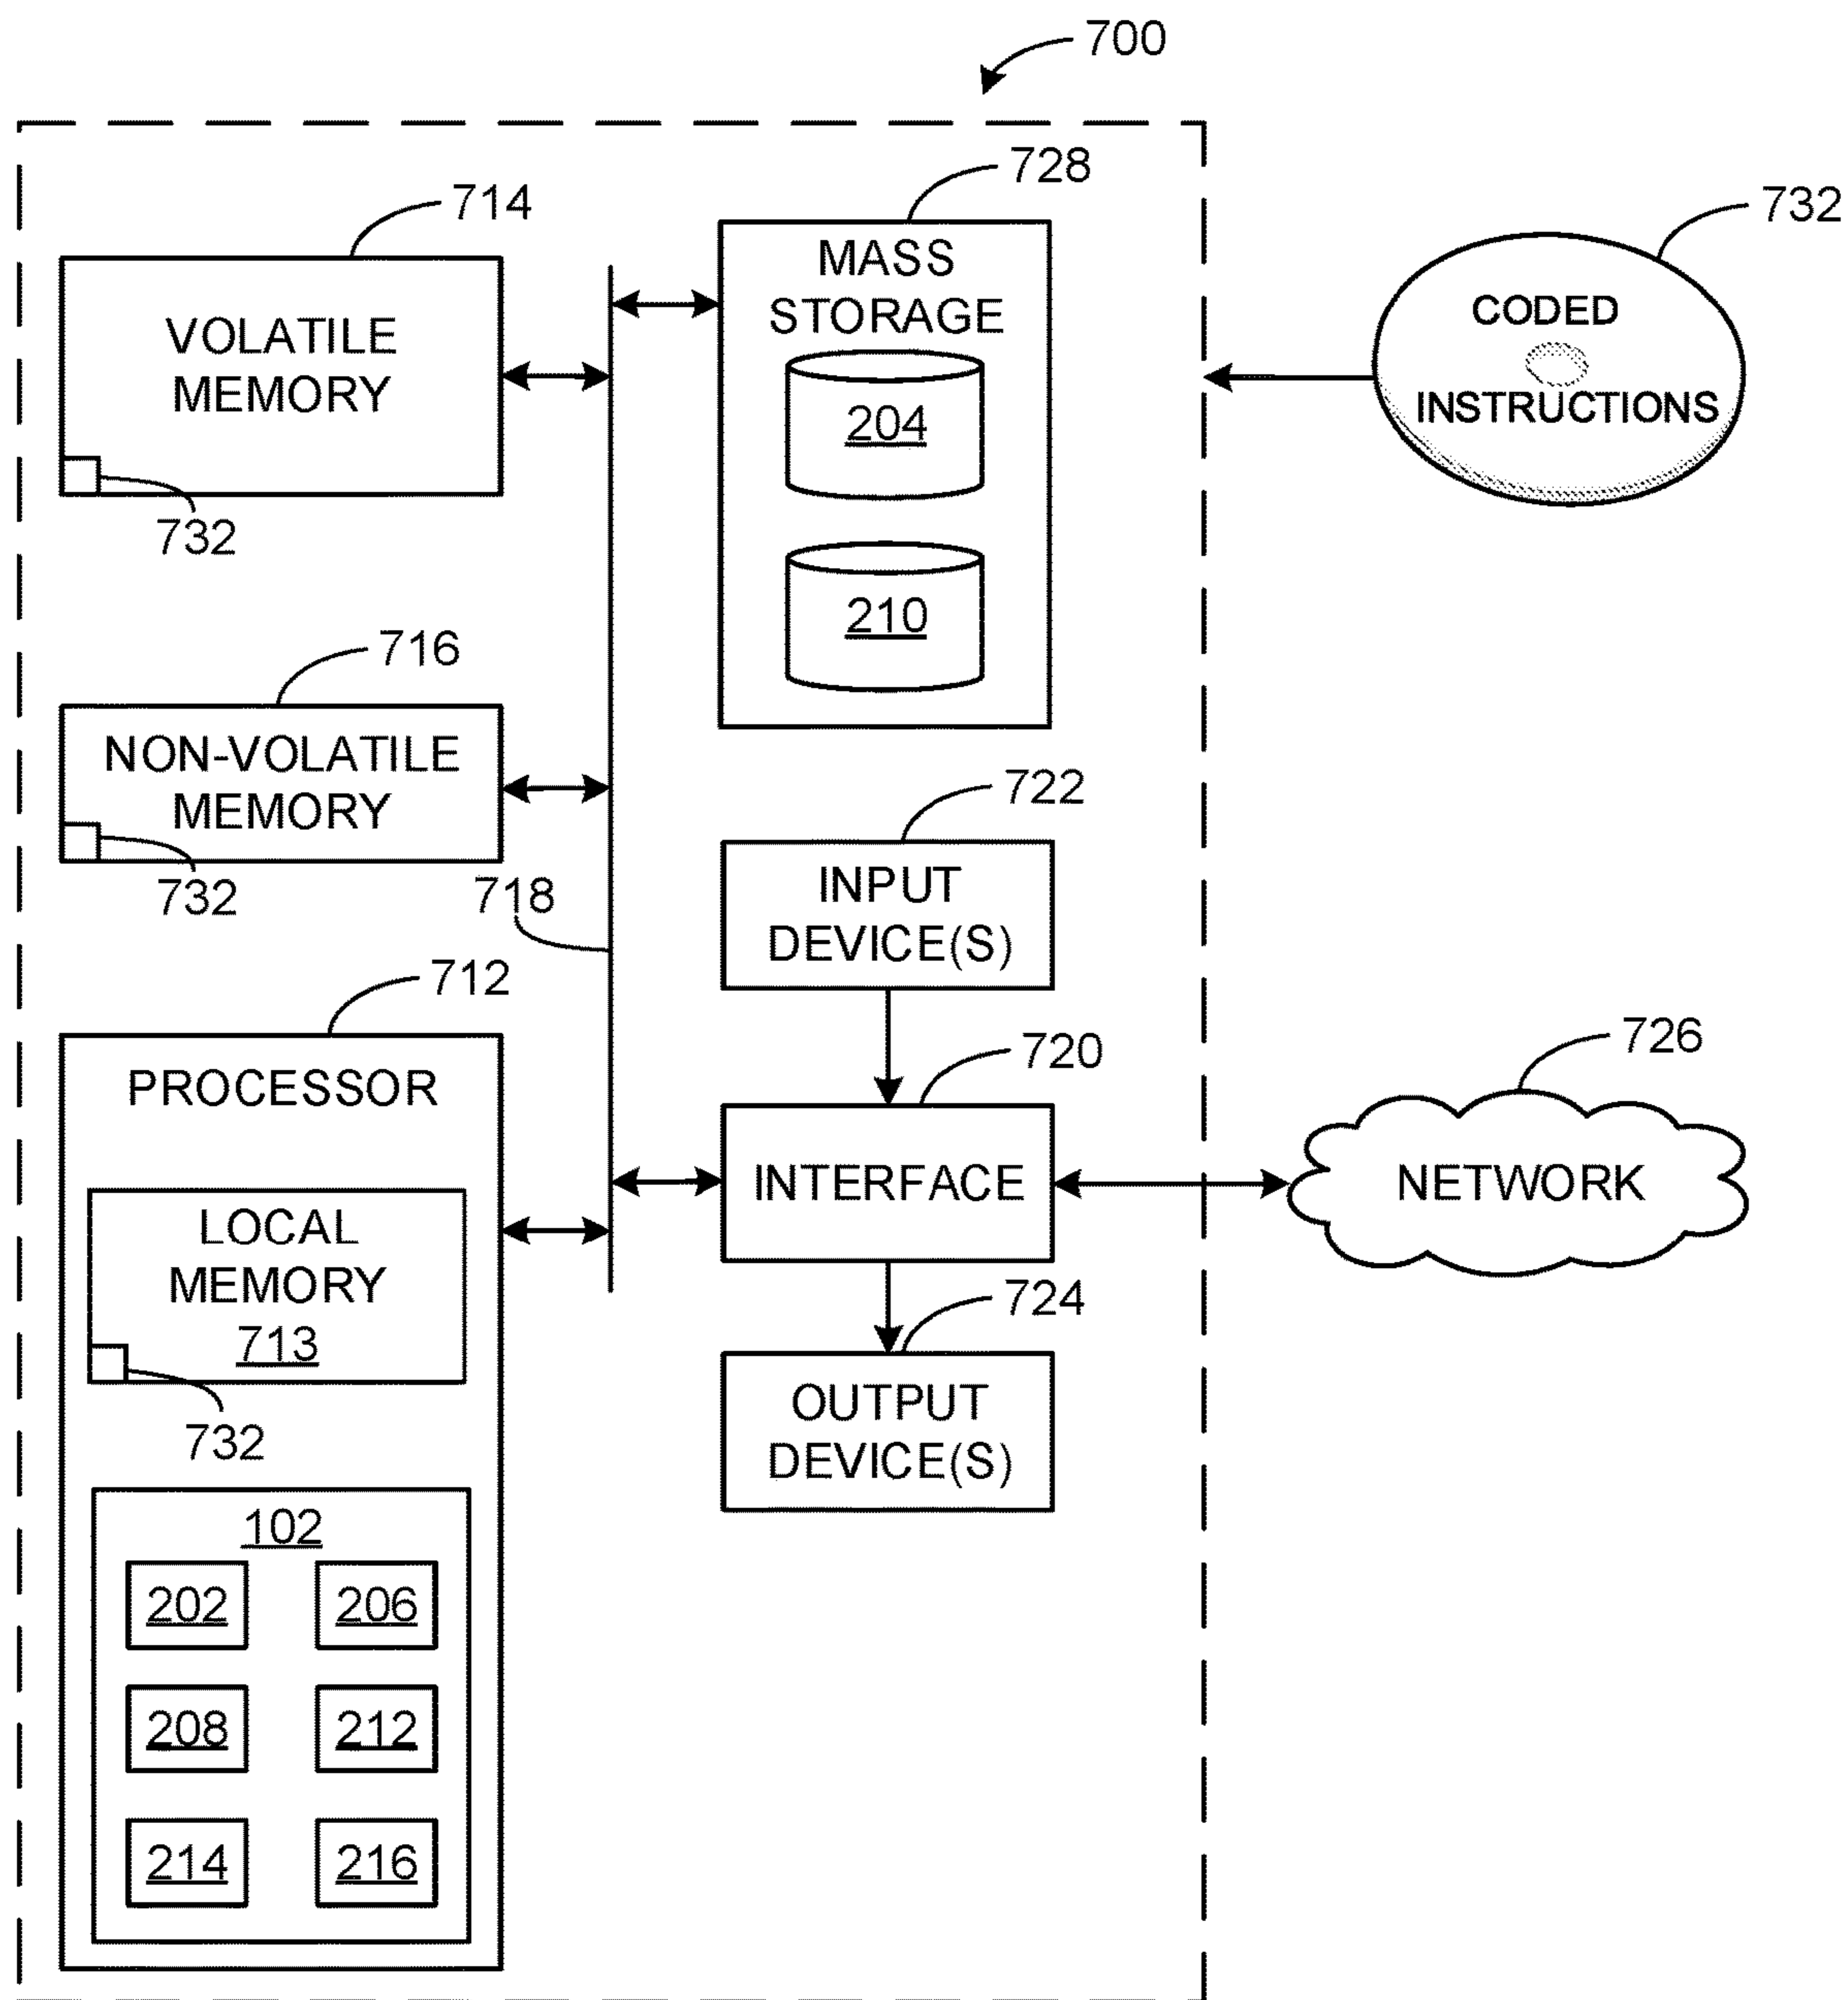 700
714
VOLATILE
MEMORY
732
728
MASS
STORAGE
204
210
732
CODED
INSTRUCTIONS
716
NON-VOLATILE
MEMORY
732
718
722
INPUT
DEVICE(S)
712
PROCESSOR
LOCAL
MEMORY
713
732
720
INTERFACE
726
NETWORK
724
OUTPUT
DEVICE(S)
102
202 206
208 212
214 216